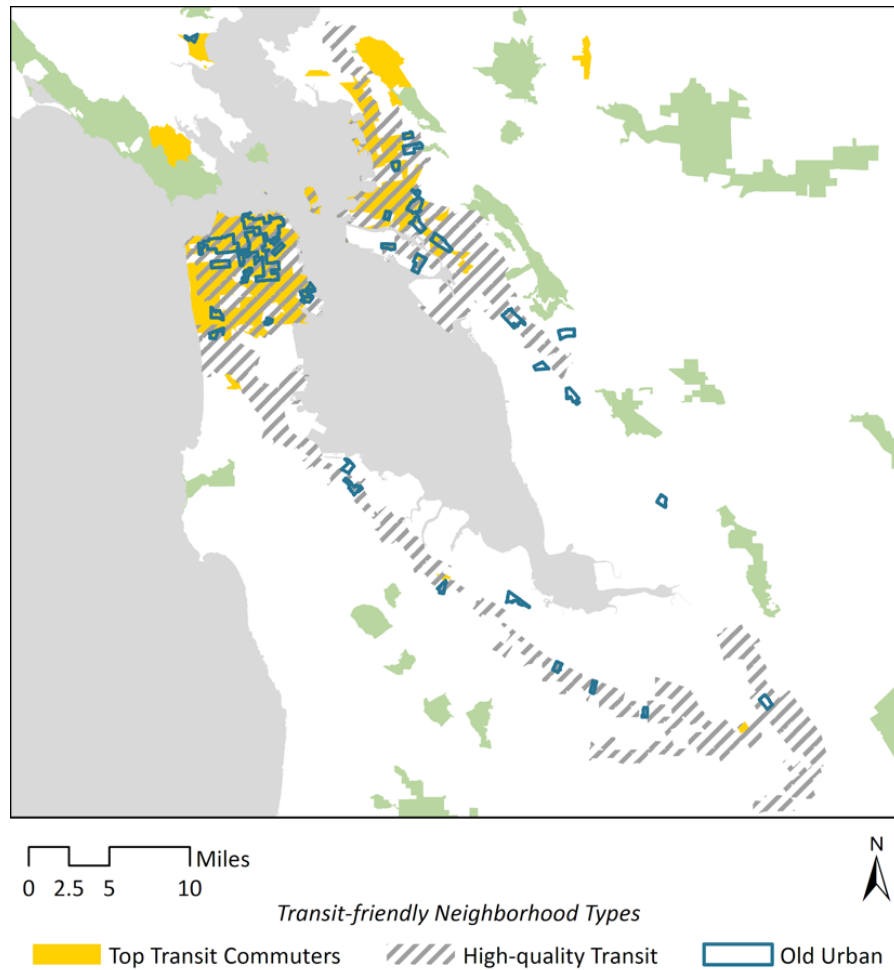 Miles
0 2.5 5 10
N
Transit-friendly Neighborhood Types
Top Transit Commuters High-quality Transit Old Urban